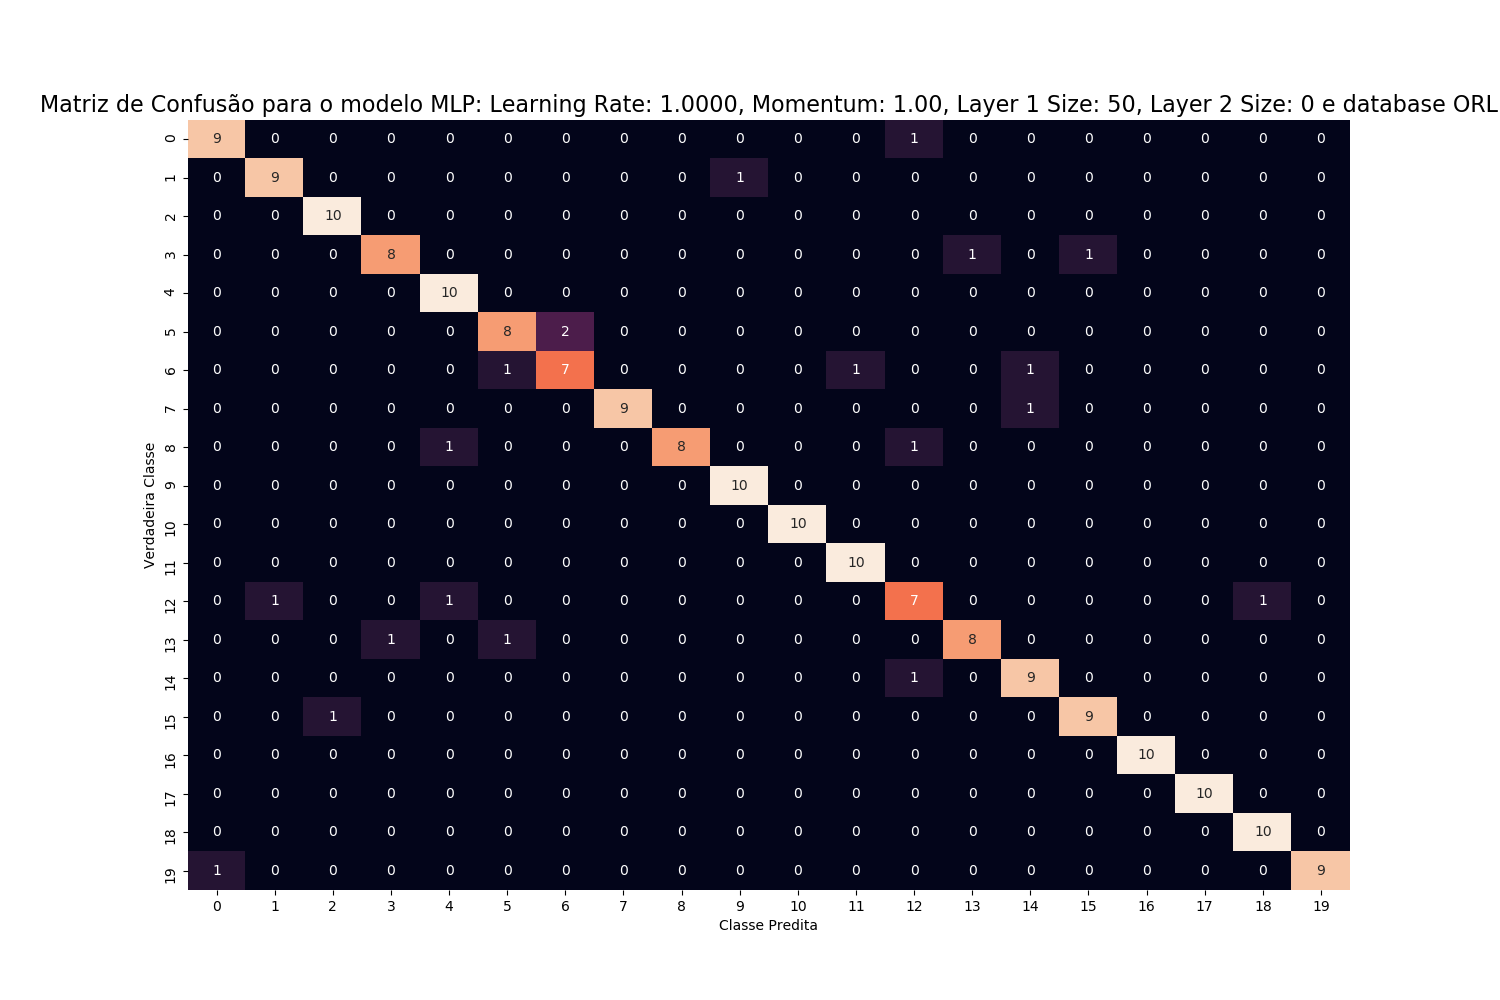 Matriz de Confusão para o modelo MLP: Learning Rate: 1.0000, Momentum: 1.00, Layer 1 Size: 50, Layer 2 Size: 0 e database ORL
0 9 0 0 0 0 0 0 0 0 0 0 0 1 0 0 0 0 0 0 0
1 0 9 0 0 0 0 0 0 0 1 0 0 0 0 0 0 0 0 0 0
2 0 0 10 0 0 0 0 0 0 0 0 0 0 0 0 0 0 0 0 0
3 0 0 0 8 0 0 0 0 0 0 0 0 0 1 0 1 0 0 0 0
4 0 0 0 0 10 0 0 0 0 0 0 0 0 0 0 0 0 0 0 0
5 0 0 0 0 0 8 2 0 0 0 0 0 0 0 0 0 0 0 0 0
6 0 0 0 0 0 1 7 0 0 0 0 1 0 0 1 0 0 0 0 0
7 0 0 0 0 0 0 0 9 0 0 0 0 0 0 1 0 0 0 0 0
8 0 0 0 0 1 0 0 0 8 0 0 0 1 0 0 0 0 0 0 0
9 0 0 0 0 0 0 0 0 0 10 0 0 0 0 0 0 0 0 0 0
10 0 0 0 0 0 0 0 0 0 0 10 0 0 0 0 0 0 0 0 0
11 0 0 0 0 0 0 0 0 0 0 0 10 0 0 0 0 0 0 0 0
12 0 1 0 0 1 0 0 0 0 0 0 0 7 0 0 0 0 0 1 0
13 0 0 0 1 0 1 0 0 0 0 0 0 0 8 0 0 0 0 0 0
14 0 0 0 0 0 0 0 0 0 0 0 0 1 0 9 0 0 0 0 0
15 0 0 1 0 0 0 0 0 0 0 0 0 0 0 0 9 0 0 0 0
16 0 0 0 0 0 0 0 0 0 0 0 0 0 0 0 0 10 0 0 0
17 0 0 0 0 0 0 0 0 0 0 0 0 0 0 0 0 0 10 0 0
18 0 0 0 0 0 0 0 0 0 0 0 0 0 0 0 0 0 0 10 0
19 1 0 0 0 0 0 0 0 0 0 0 0 0 0 0 0 0 0 0 9
Verdadeira Classe
0 1 2 3 4 5 6 7 8 9 10 11 12 13 14 15 16 17 18 19
Classe Predita